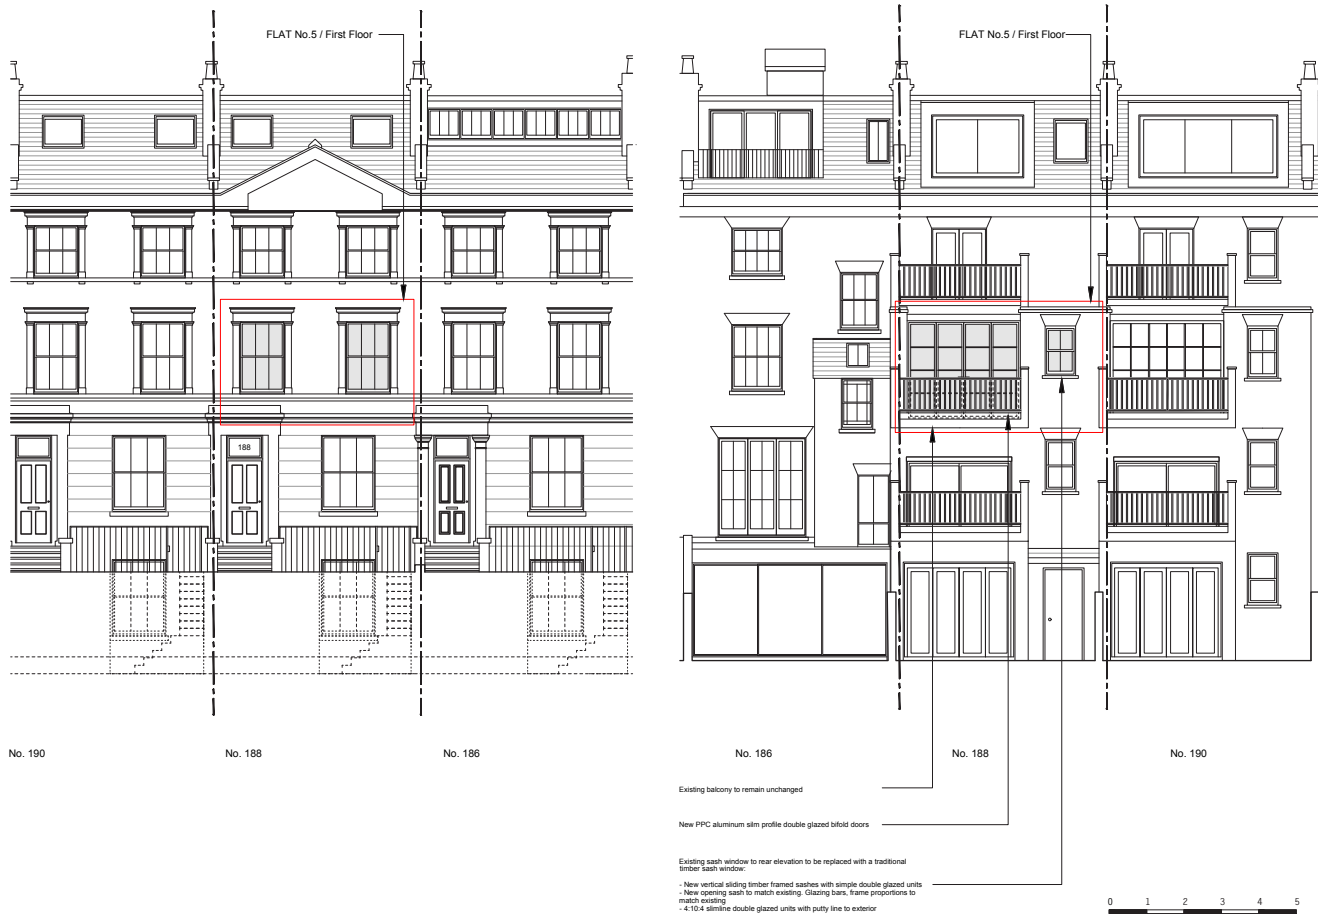 FLAT No.5 / First Floor
FLAT No.5 / First Floor
188
No. 190
No. 188
No. 186
No. 186
No. 188
No. 190
Existing balcony to remain unchanged
New PPC aluminum silm profile double glazed bifold doors
Existing sash window to rear elevation to be replaced with a traditional
timber sash window:
- New vertical sliding timber framed sashes with simple double glazed units
- New opening sash to match existing. Glazing bars, frame proportions to
match existing
- 4:10:4 slimline double glazed units with putty line to exterior
0 1 2 3 4 5